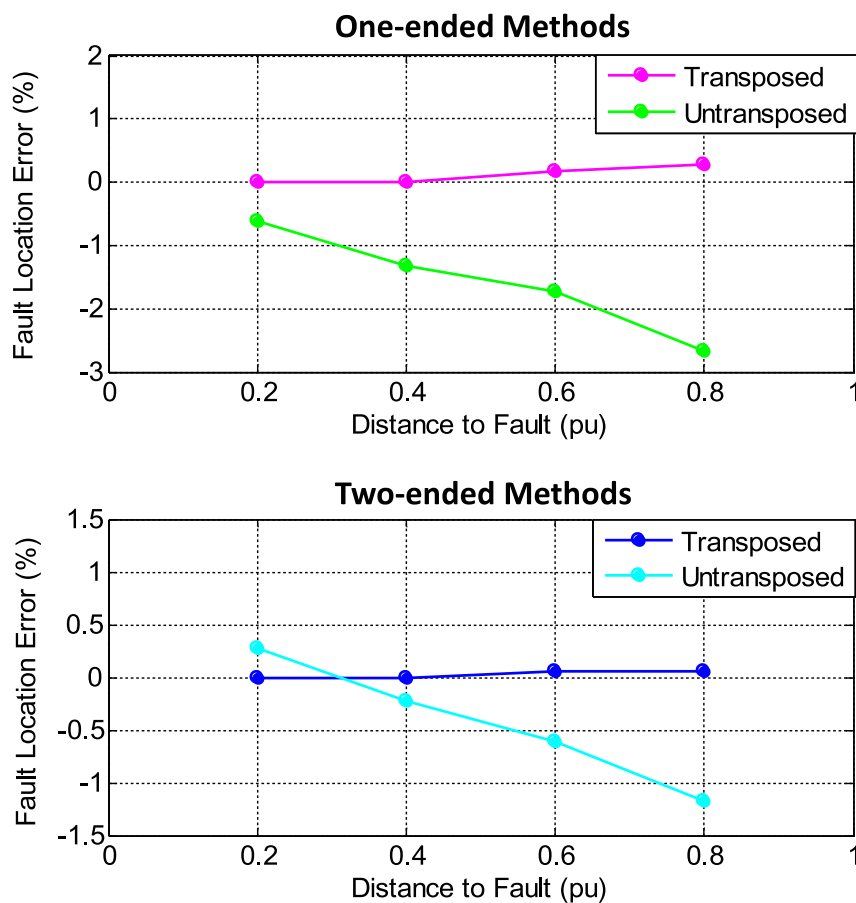 One-ended Methods
2
1
0
-1
-2
-3
Fault Location Error (%)
Transposed
Untransposed
0
0.2
0.4
0.6
0.8
1
Distance to Fault (pu)
Two-ended Methods
1.5
1
0.5
0
-0.5
-1
-1.5
Fault Location Error (%)
Transposed
Untransposed
0
0.2
0.4
0.6
0.8
1
Distance to Fault (pu)